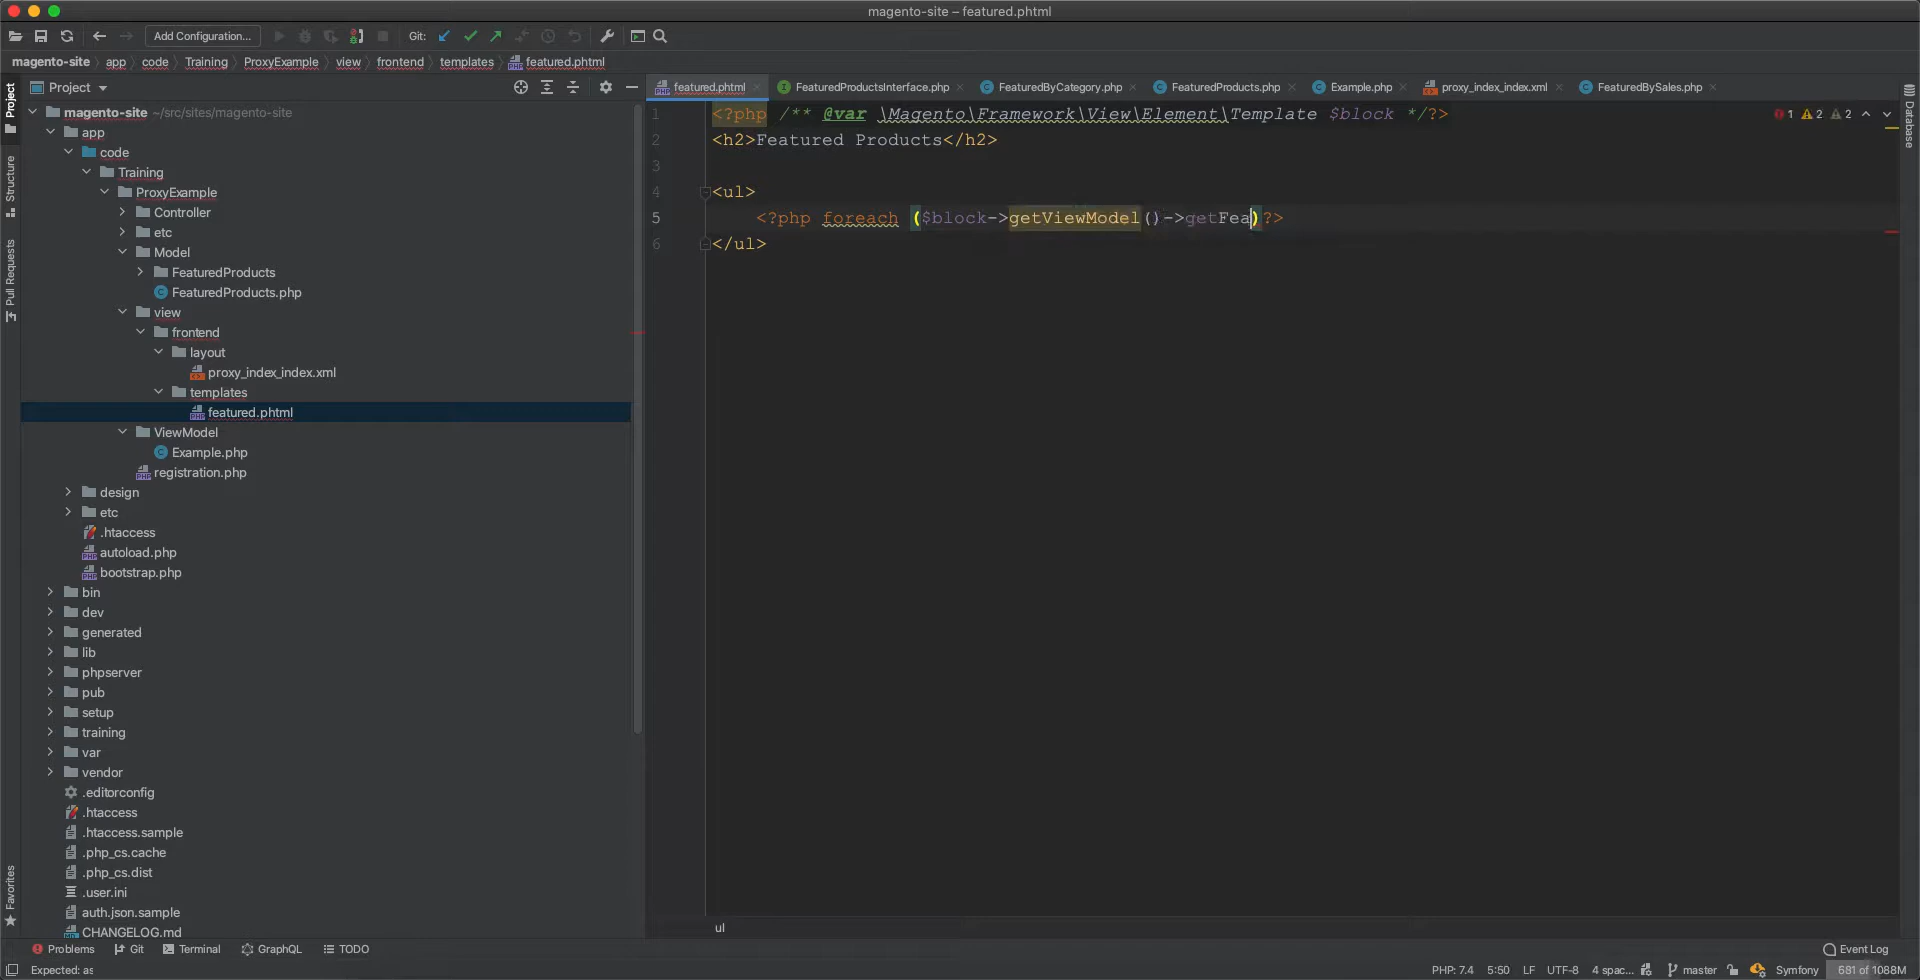 magento-site – featured.phtml
Add Configuration...
Git:
magento-site app code Training ProxyExample view frontend templates featured.phtml
Project
featured.phtml
FeaturedProductsInterface.php
FeaturedByCategory.php
FeaturedProducts.php
Example.php
proxy_index_index.xml
FeaturedBySales.php
Project
Structure
Pull Requests
Favorites
Database
magento-site ~/src/sites/magento-site
app
code
Training
ProxyExample
Controller
etc
Model
FeaturedProducts
FeaturedProducts.php
view
frontend
layout
proxy_index_index.xml
templates
featured.phtml
ViewModel
Example.php
registration.php
design
etc
.htaccess
autoload.php
bootstrap.php
bin
dev
generated
lib
phpserver
pub
setup
training
var
vendor
.editorconfig
.htaccess
.htaccess.sample
.php_cs.cache
.php_cs.dist
.user.ini
auth.json.sample
CHANGELOG.md
1 <?php /** @var \Magento\Framework\View\Element\Template $block */?>
2 <h2>Featured Products</h2>
3
4 <ul>
5 <?php foreach ($block->getViewModel()->getFea)?>
6 </ul>
1 2 2
ul
Problems
Git
Terminal
GraphQL
TODO
Event Log
Expected: as
PHP: 7.4 5:50 LF UTF-8 4 spac... master Symfony 681 of 1088M